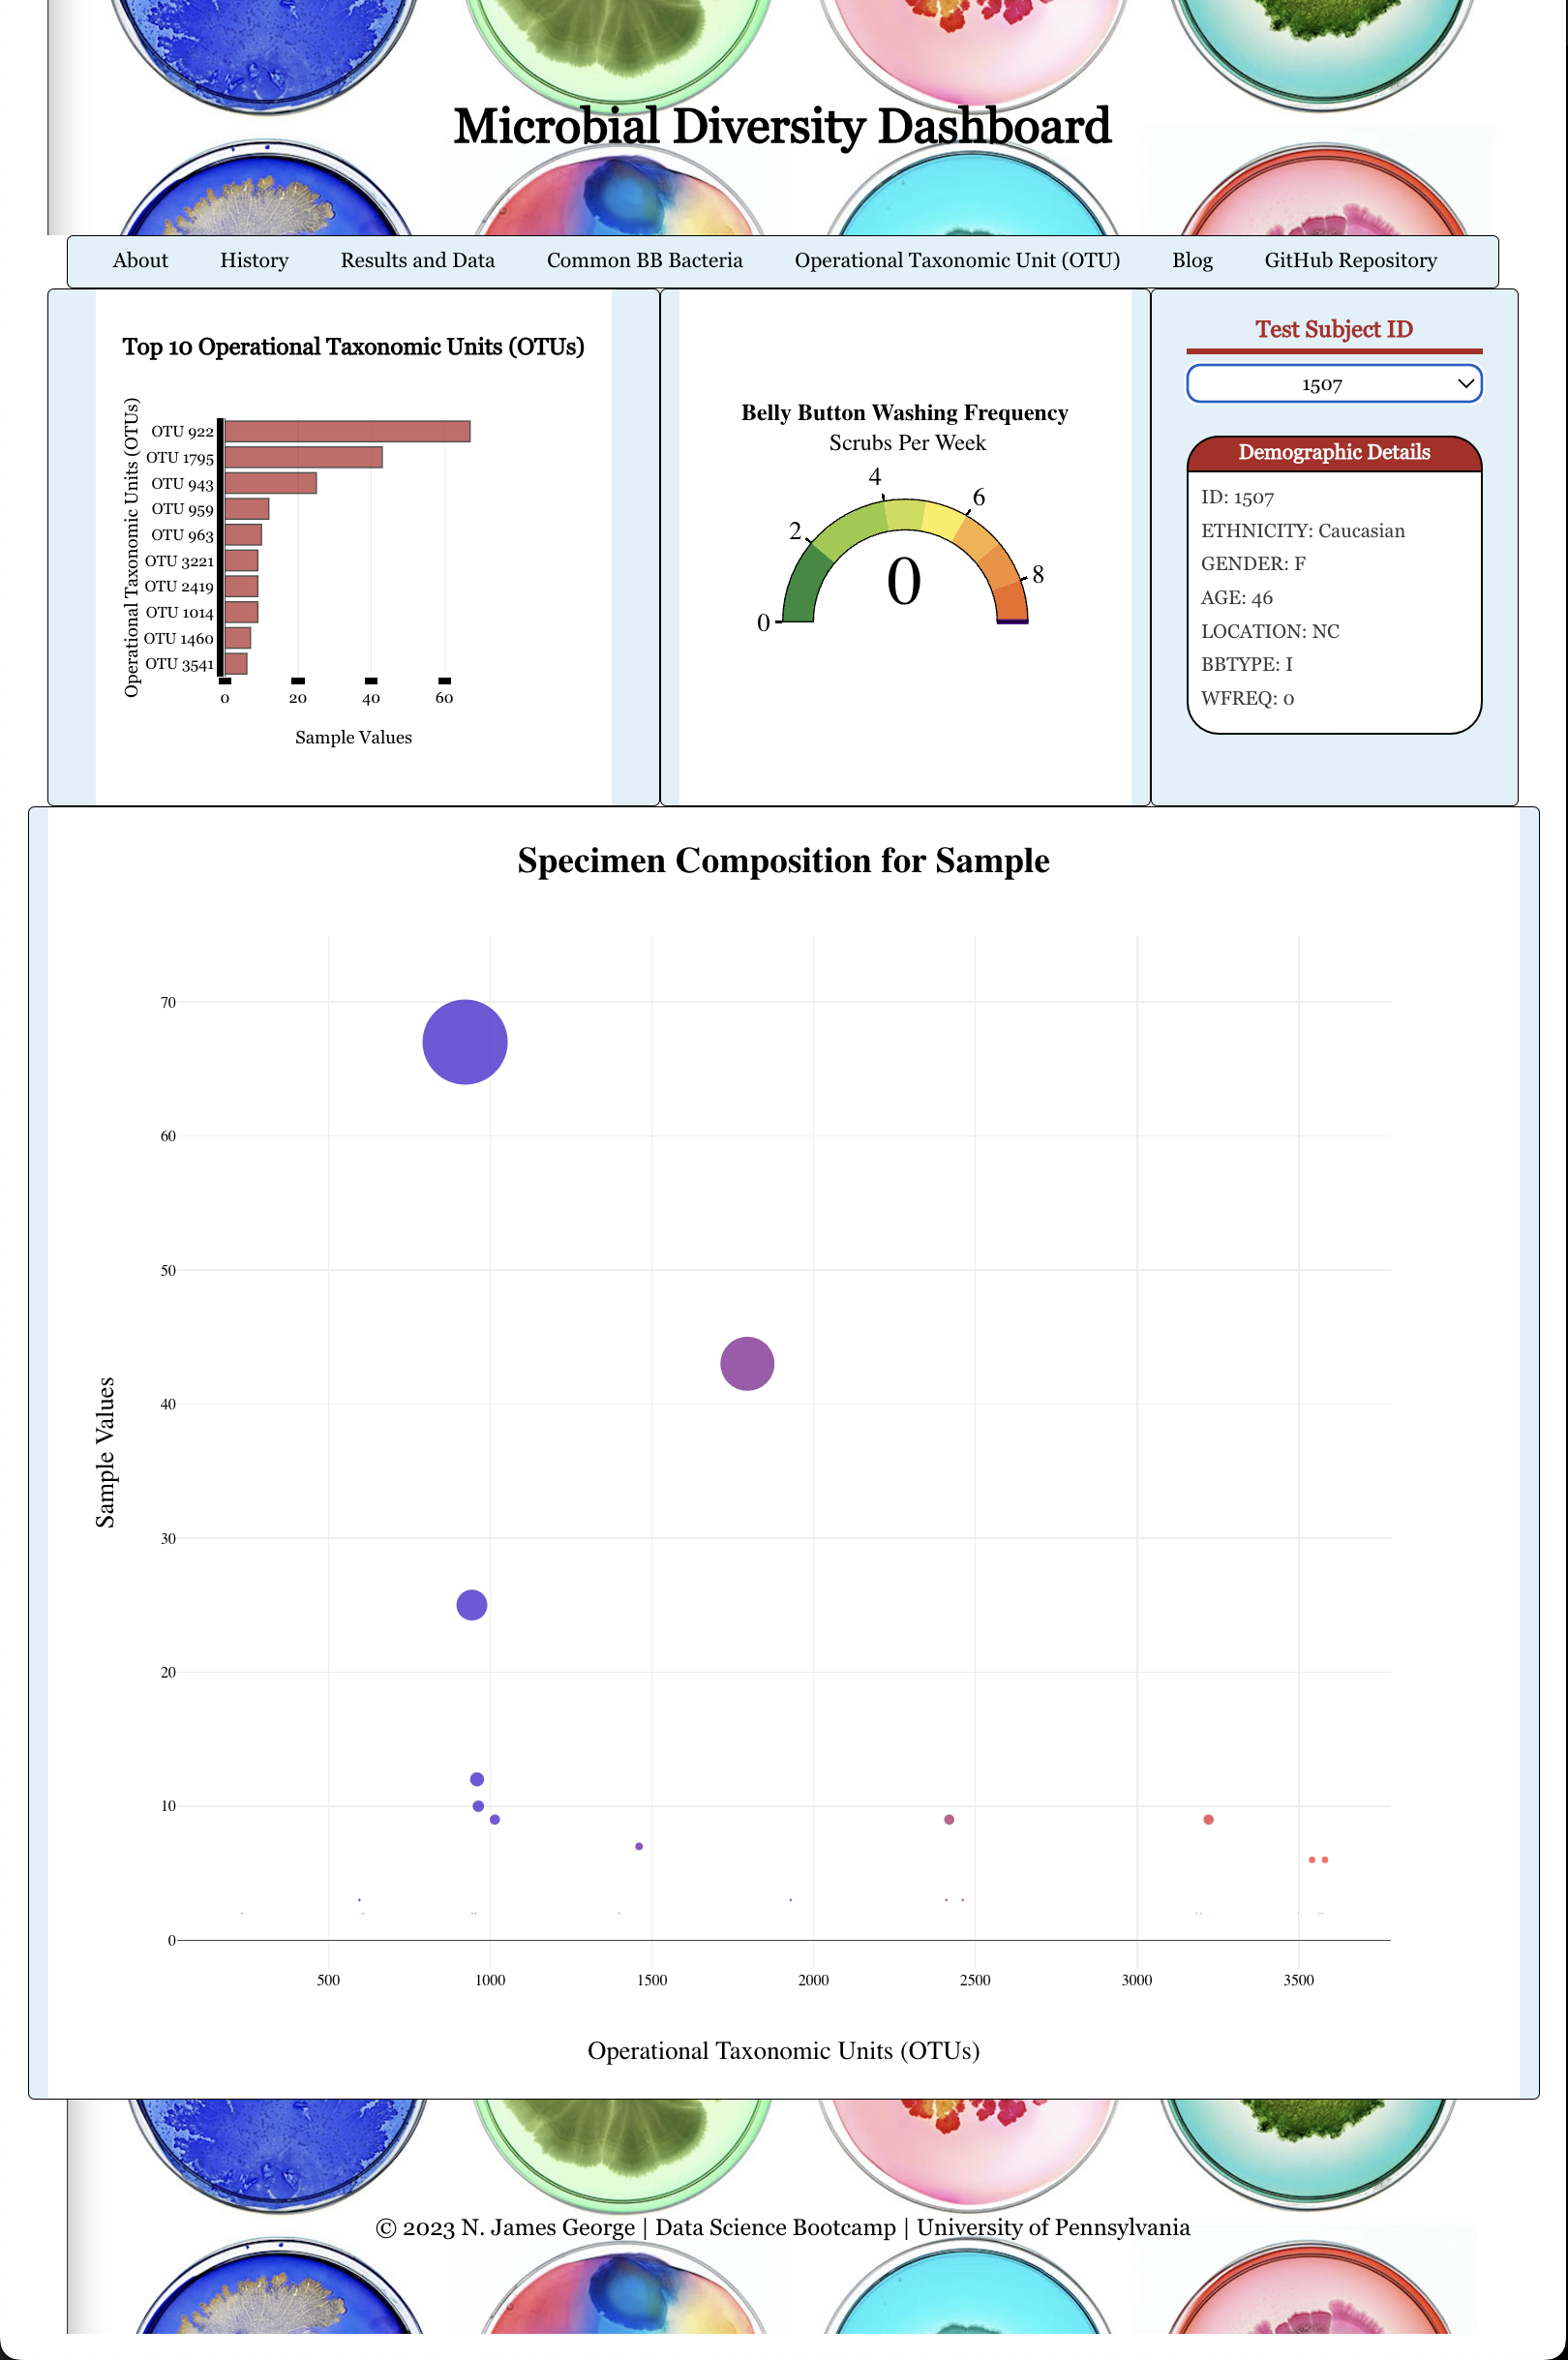 Microbial Diversity Dashboard
About History Results and Data Common BB Bacteria Operational Taxonomic Unit (OTU) Blog GitHub Repository
Top 10 Operational Taxonomic Units (OTUs)
Operational Taxonomic Units (OTUs)
OTU 922
OTU 1795
OTU 943
OTU 959
OTU 963
OTU 3221
OTU 2419
OTU 1014
OTU 1460
OTU 3541
0 20 40 60
Sample Values
Belly Button Washing Frequency
Scrubs Per Week
0
2
4
6
8
0
Test Subject ID
1507
Demographic Details
ID: 1507
ETHNICITY: Caucasian
GENDER: F
AGE: 46
LOCATION: NC
BBTYPE: I
WFREQ: 0
Specimen Composition for Sample
Sample Values
70
60
50
40
30
20
10
0
500 1000 1500 2000 2500 3000 3500
Operational Taxonomic Units (OTUs)
© 2023 N. James George | Data Science Bootcamp | University of Pennsylvania